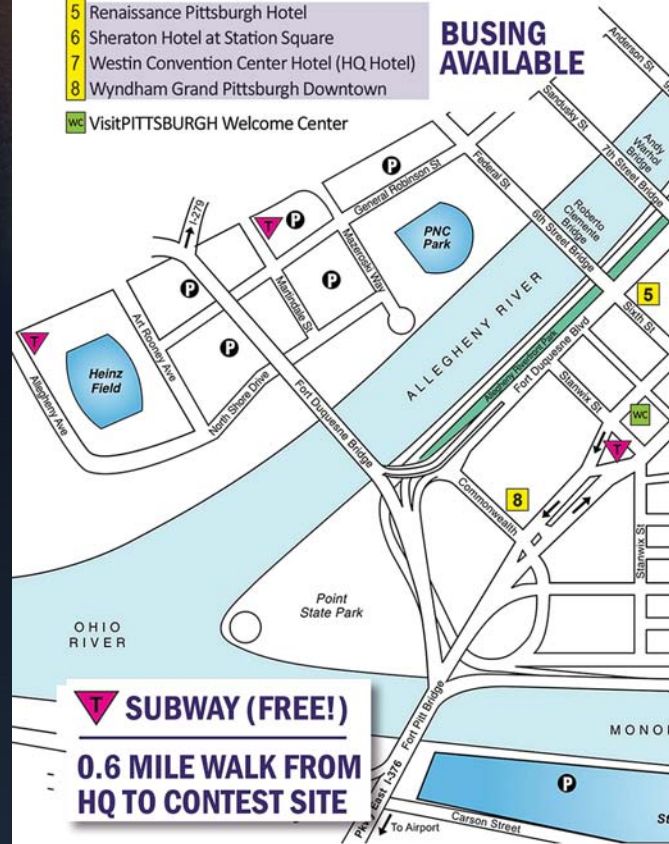 5 Renaissance Pittsburgh Hotel
6 Sheraton Hotel at Station Square
7 Westin Convention Center Hotel (HQ Hotel)
8 Wyndham Grand Pittsburgh Downtown
WC VisitPITTSBURGH Welcome Center
BUSING
AVAILABLE
Anderson St
Sandusky St
Andy
Warhol
Bridge
7th Street Bridge
P
General Robinson St
Federal St
Roberto
Clemente
Bridge
6th Street Bridge
I-279
T
P
Mazeroski Way
PNC
Park
P
Martindale St
P
ALLEGHENY RIVER
5
Sixth St
T
Art Rooney Ave
P
Heinz
Field
Allegheny Ave
North Shore Drive
Fort Duquesne Bridge
Allegheny Riverfront Park
Fort Duquesne Blvd
Stanwix St
WC
T
8
Commonwealth
Stanwix St
Point
State Park
OHIO
RIVER
T SUBWAY (FREE!)
0.6 MILE WALK FROM
HQ TO CONTEST SITE
Fort Pitt Bridge
MONO
P
East I-376
To Airport
Carson Street
St